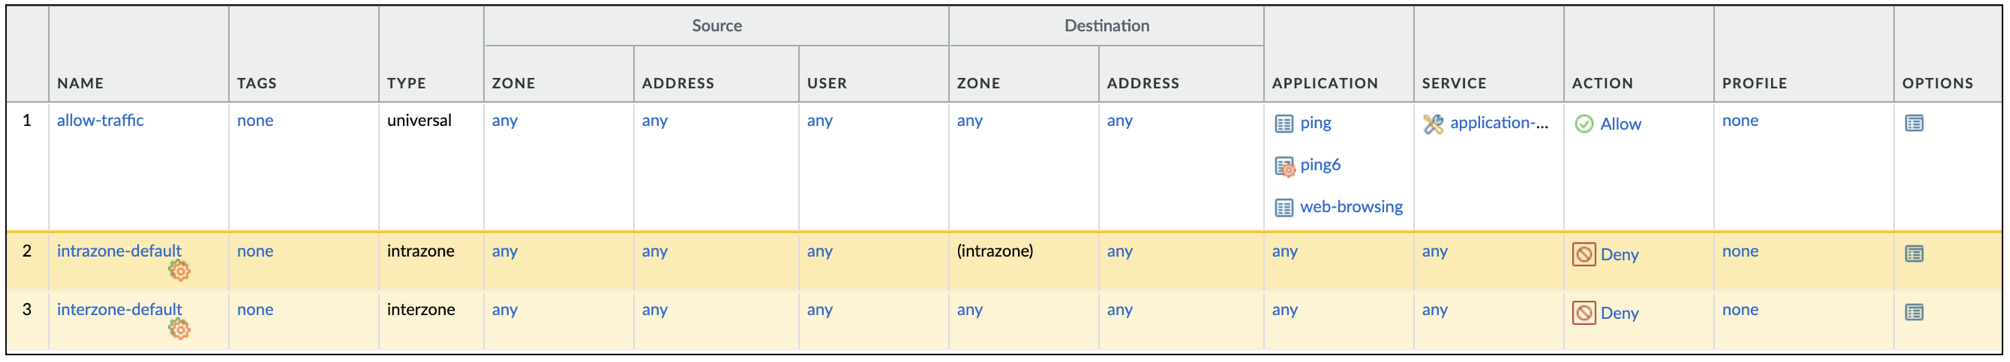 Source Destination
NAME TAGS TYPE ZONE ADDRESS USER ZONE ADDRESS APPLICATION SERVICE ACTION PROFILE OPTIONS
1 allow-traffic none universal any any any any any ping application-... Allow none
ping6
web-browsing
2 intrazone-default none intrazone any any any (intrazone) any any any Deny none
3 interzone-default none interzone any any any any any any any Deny none